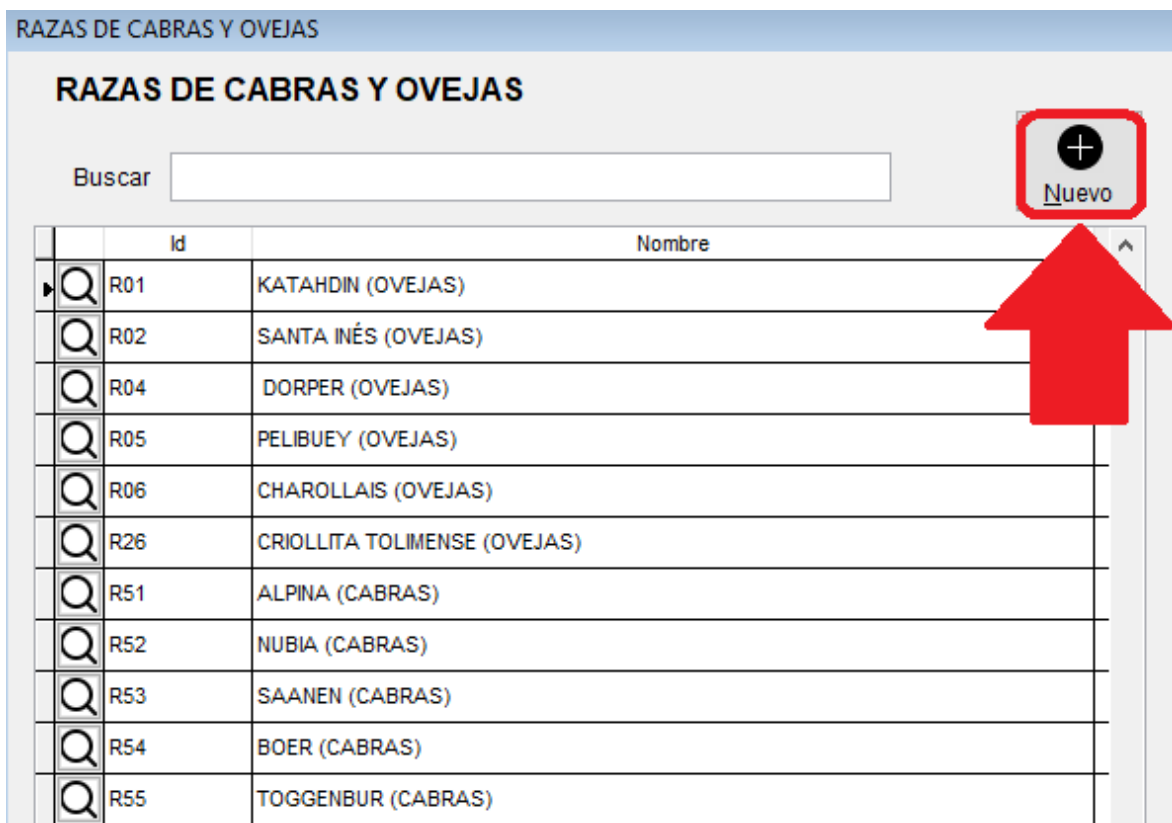 RAZAS DE CABRAS Y OVEJAS
RAZAS DE CABRAS Y OVEJAS
Buscar
Nuevo
Id Nombre
R01 KATAHDIN (OVEJAS)
R02 SANTA INÉS (OVEJAS)
R04 DORPER (OVEJAS)
R05 PELIBUEY (OVEJAS)
R06 CHAROLLAIS (OVEJAS)
R26 CRIOLLITA TOLIMENSE (OVEJAS)
R51 ALPINA (CABRAS)
R52 NUBIA (CABRAS)
R53 SAANEN (CABRAS)
R54 BOER (CABRAS)
R55 TOGGENBUR (CABRAS)